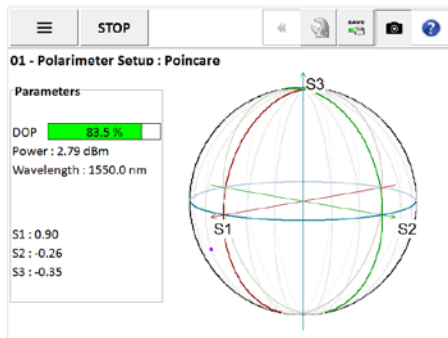 STOP
SAVE
01 - Polarimeter Setup : Poincare
Parameters
DOP 83.5 %
Power : 2.79 dBm
Wavelength : 1550.0 nm
S1 : 0.90
S2 : -0.26
S3 : -0.35
S3
S1
S2